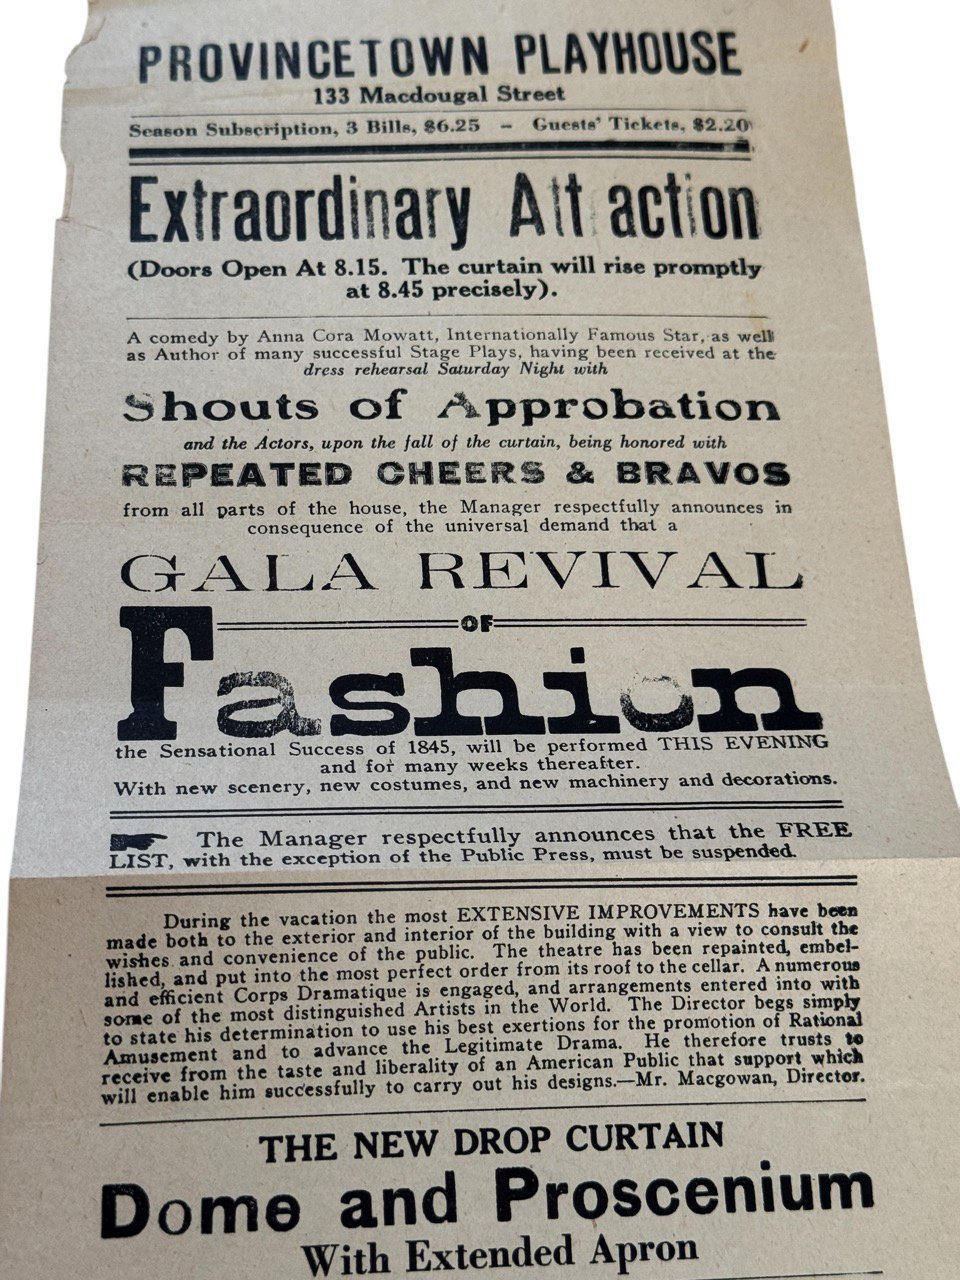 PROVINCETOWN PLAYHOUSE
133 Macdougal Street
Season Subscription, 3 Bills, $6.25 – Guests' Tickets, $2.20
Extraordinary Attraction
(Doors Open At 8.15. The curtain will rise promptly
at 8.45 precisely).
A comedy by Anna Cora Mowatt, Internationally Famous Star, as well
as Author of many successful Stage Plays, having been received at the
dress rehearsal Saturday Night with
Shouts of Approbation
and the Actors, upon the fall of the curtain, being honored with
REPEATED CHEERS & BRAVOS
from all parts of the house, the Manager respectfully announces in
consequence of the universal demand that a
GALA REVIVAL
OF
Fashion
the Sensational Success of 1845, will be performed THIS EVENING
and for many weeks thereafter.
With new scenery, new costumes, and new machinery and decorations.
The Manager respectfully announces that the FREE
LIST, with the exception of the Public Press, must be suspended.
During the vacation the most EXTENSIVE IMPROVEMENTS have been
made both to the exterior and interior of the building with a view to consult the
wishes and convenience of the public. The theatre has been repainted, embel-
lished, and put into the most perfect order from its roof to the cellar. A numerous
and efficient Corps Dramatique is engaged, and arrangements entered into with
some of the most distinguished Artists in the World. The Director begs simply
to state his determination to use his best exertions for the promotion of Rational
Amusement and to advance the Legitimate Drama. He therefore trusts to
receive from the taste and liberality of an American Public that support which
will enable him successfully to carry out his designs.—Mr. Macgowan, Director.
THE NEW DROP CURTAIN
Dome and Proscenium
With Extended Apron